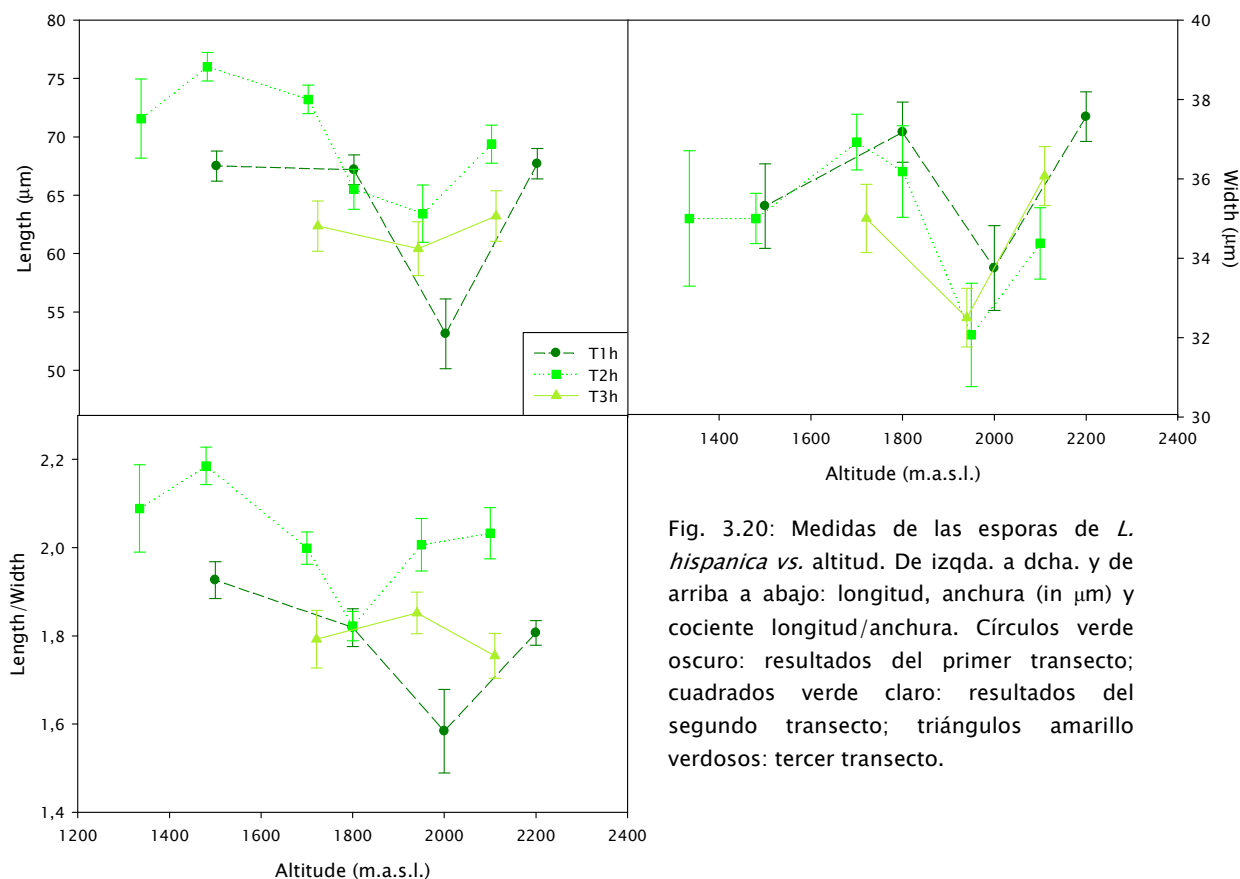 80
75
70
65
60
55
50
Length (μm)
T1h
T2h
T3h
40
38
36
34
32
30
Width (μm)
1400 1600 1800 2000 2200 2400
Altitude (m.a.s.l.)
2,2
2,0
1,8
1,6
1,4
Length/Width
1200 1400 1600 1800 2000 2200 2400
Altitude (m.a.s.l.)
Fig. 3.20: Medidas de las esporas de L.
hispanica vs. altitud. De izqda. a dcha. y de
arriba a abajo: longitud, anchura (in μm) y
cociente longitud/anchura. Círculos verde
oscuro: resultados del primer transecto;
cuadrados verde claro: resultados del
segundo transecto; triángulos amarillo
verdosos: tercer transecto.